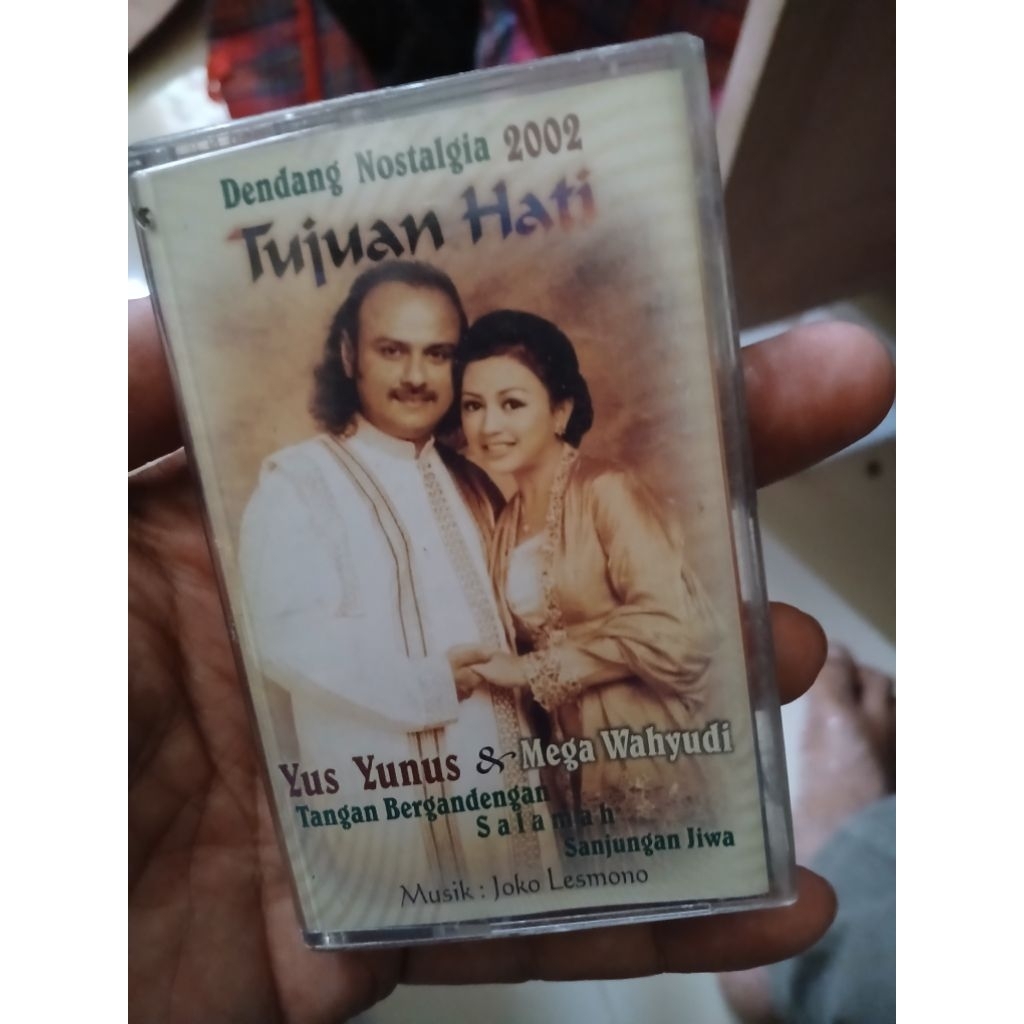 Dendang Nostalgia 2002
Tujuan Hati
Yus Yunus & Mega Wahyudi
Tangan Bergandengan
Salamah
Sanjungan Jiwa
Musik : Joko Lesmono